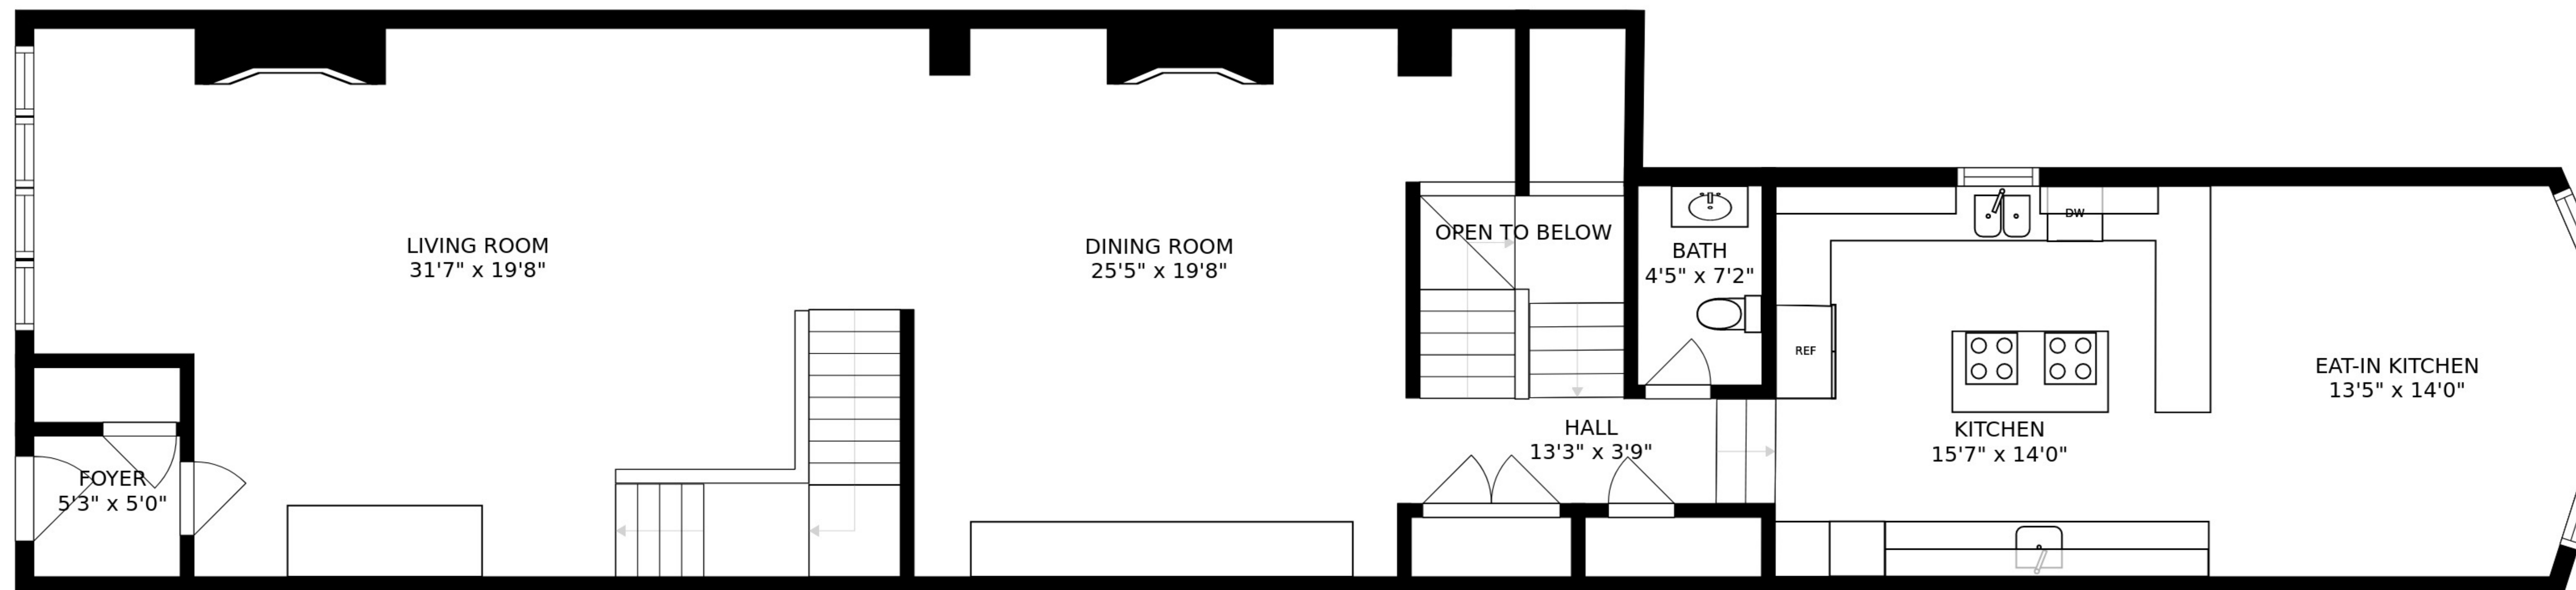 LIVING ROOM
31'7" x 19'8"
DINING ROOM
25'5" x 19'8"
OPEN TO BELOW
BATH
4'5" x 7'2"
DW
REF
EAT-IN KITCHEN
13'5" x 14'0"
HALL
13'3" x 3'9"
KITCHEN
15'7" x 14'0"
FOYER
5'3" x 5'0"